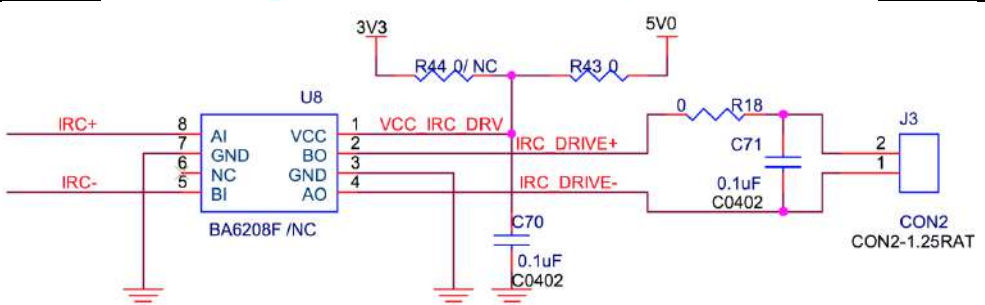 3V3
5V0
R44 0/ NC
R43 0
U8
IRC+
8
AI
VCC
1
VCC_IRC_DRV
7
GND
BO
2
IRC_DRIVE+
6
NC
GND
3
IRC-
5
BI
AO
4
IRC_DRIVE-
BA6208F /NC
C70
0.1uF
C0402
0
R18
C71
0.1uF
C0402
J3
2
1
CON2
CON2-1.25RAT